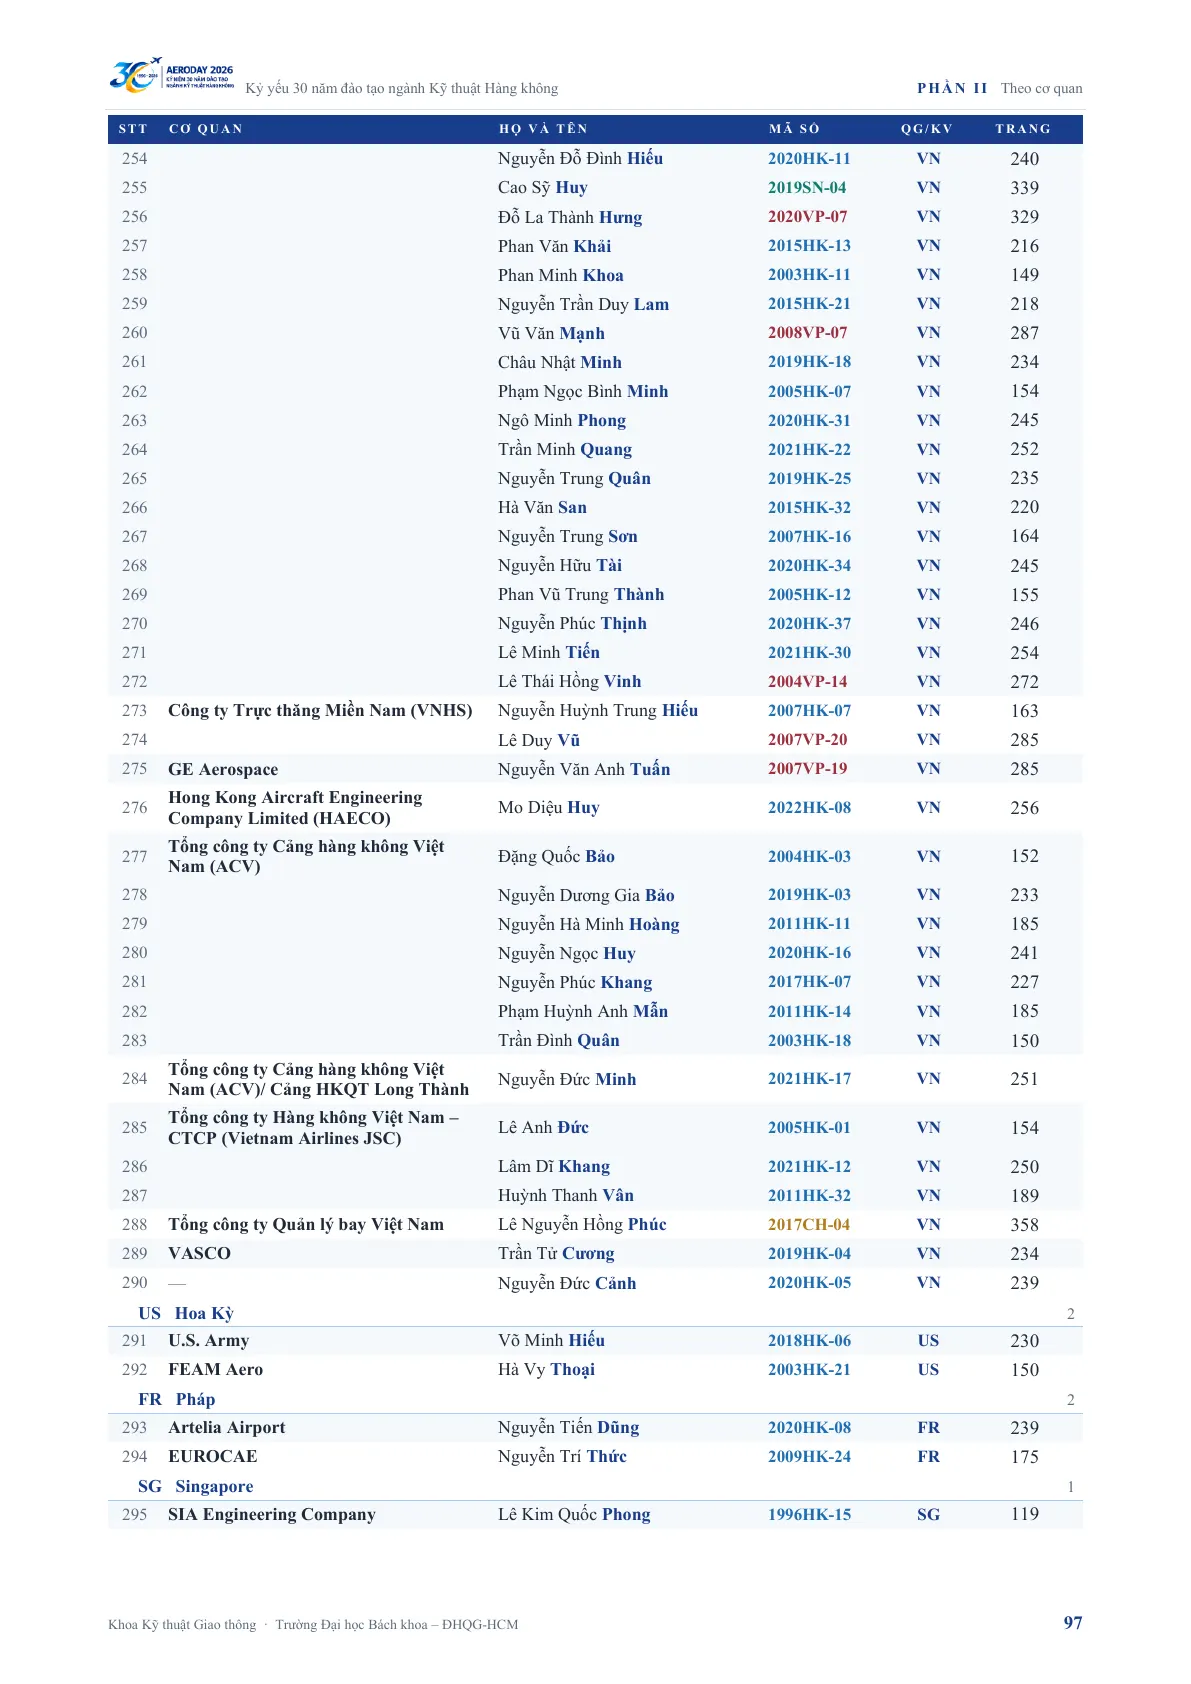 30 1996 - 2026 AERODAY 2026
KỶ NIỆM 30 NĂM ĐÀO TẠO
NGÀNH KỸ THUẬT HÀNG KHÔNG
Kỷ yếu 30 năm đào tạo ngành Kỹ thuật Hàng không PHẦN II Theo cơ quan
STT CƠ QUAN HỌ VÀ TÊN MÃ SỐ QG/KV TRANG
254 Nguyễn Đỗ Đình Hiếu 2020HK-11 VN 240
255 Cao Sỹ Huy 2019SN-04 VN 339
256 Đỗ La Thành Hưng 2020VP-07 VN 329
257 Phan Văn Khải 2015HK-13 VN 216
258 Phan Minh Khoa 2003HK-11 VN 149
259 Nguyễn Trần Duy Lam 2015HK-21 VN 218
260 Vũ Văn Mạnh 2008VP-07 VN 287
261 Châu Nhật Minh 2019HK-18 VN 234
262 Phạm Ngọc Bình Minh 2005HK-07 VN 154
263 Ngô Minh Phong 2020HK-31 VN 245
264 Trần Minh Quang 2021HK-22 VN 252
265 Nguyễn Trung Quân 2019HK-25 VN 235
266 Hà Văn San 2015HK-32 VN 220
267 Nguyễn Trung Sơn 2007HK-16 VN 164
268 Nguyễn Hữu Tài 2020HK-34 VN 245
269 Phan Vũ Trung Thành 2005HK-12 VN 155
270 Nguyễn Phúc Thịnh 2020HK-37 VN 246
271 Lê Minh Tiến 2021HK-30 VN 254
272 Lê Thái Hồng Vinh 2004VP-14 VN 272
273 Công ty Trực thăng Miền Nam (VNHS) Nguyễn Huỳnh Trung Hiếu 2007HK-07 VN 163
274 Lê Duy Vũ 2007VP-20 VN 285
275 GE Aerospace Nguyễn Văn Anh Tuấn 2007VP-19 VN 285
276 Hong Kong Aircraft Engineering
Company Limited (HAECO) Mo Diệu Huy 2022HK-08 VN 256
277 Tổng công ty Cảng hàng không Việt
Nam (ACV) Đặng Quốc Bảo 2004HK-03 VN 152
278 Nguyễn Dương Gia Bảo 2019HK-03 VN 233
279 Nguyễn Hà Minh Hoàng 2011HK-11 VN 185
280 Nguyễn Ngọc Huy 2020HK-16 VN 241
281 Nguyễn Phúc Khang 2017HK-07 VN 227
282 Phạm Huỳnh Anh Mẫn 2011HK-14 VN 185
283 Trần Đình Quân 2003HK-18 VN 150
284 Tổng công ty Cảng hàng không Việt
Nam (ACV)/ Cảng HKQT Long Thành Nguyễn Đức Minh 2021HK-17 VN 251
285 Tổng công ty Hàng không Việt Nam –
CTCP (Vietnam Airlines JSC) Lê Anh Đức 2005HK-01 VN 154
286 Lâm Dĩ Khang 2021HK-12 VN 250
287 Huỳnh Thanh Vân 2011HK-32 VN 189
288 Tổng công ty Quản lý bay Việt Nam Lê Nguyễn Hồng Phúc 2017CH-04 VN 358
289 VASCO Trần Tử Cương 2019HK-04 VN 234
290 — Nguyễn Đức Cảnh 2020HK-05 VN 239
US Hoa Kỳ 2
291 U.S. Army Võ Minh Hiếu 2018HK-06 US 230
292 FEAM Aero Hà Vy Thoại 2003HK-21 US 150
FR Pháp 2
293 Artelia Airport Nguyễn Tiến Dũng 2020HK-08 FR 239
294 EUROCAE Nguyễn Trí Thức 2009HK-24 FR 175
SG Singapore 1
295 SIA Engineering Company Lê Kim Quốc Phong 1996HK-15 SG 119
Khoa Kỹ thuật Giao thông · Trường Đại học Bách khoa – ĐHQG-HCM 97